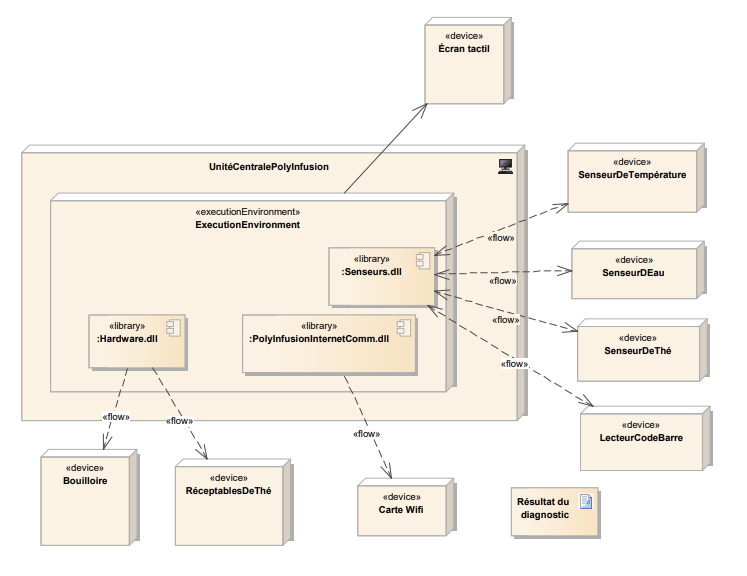 «device»
Écran tactil
UnitéCentralePolyInfusion
«executionEnvironment»
ExecutionEnvironment
«device»
SenseurDeTempérature
«flow»
«library»
:Senseurs.dll
«device»
SenseurDEau
«flow»
«library»
:Hardware.dll
«library»
:PolyInfusionInternetComm.dll
«flow»
«device»
SenseurDeThé
«flow»
«device»
LecteurCodeBarre
«flow»
«flow»
«flow»
«device»
Bouilloire
«device»
RéceptablesDeThé
«device»
Carte Wifi
Résultat du
diagnostic